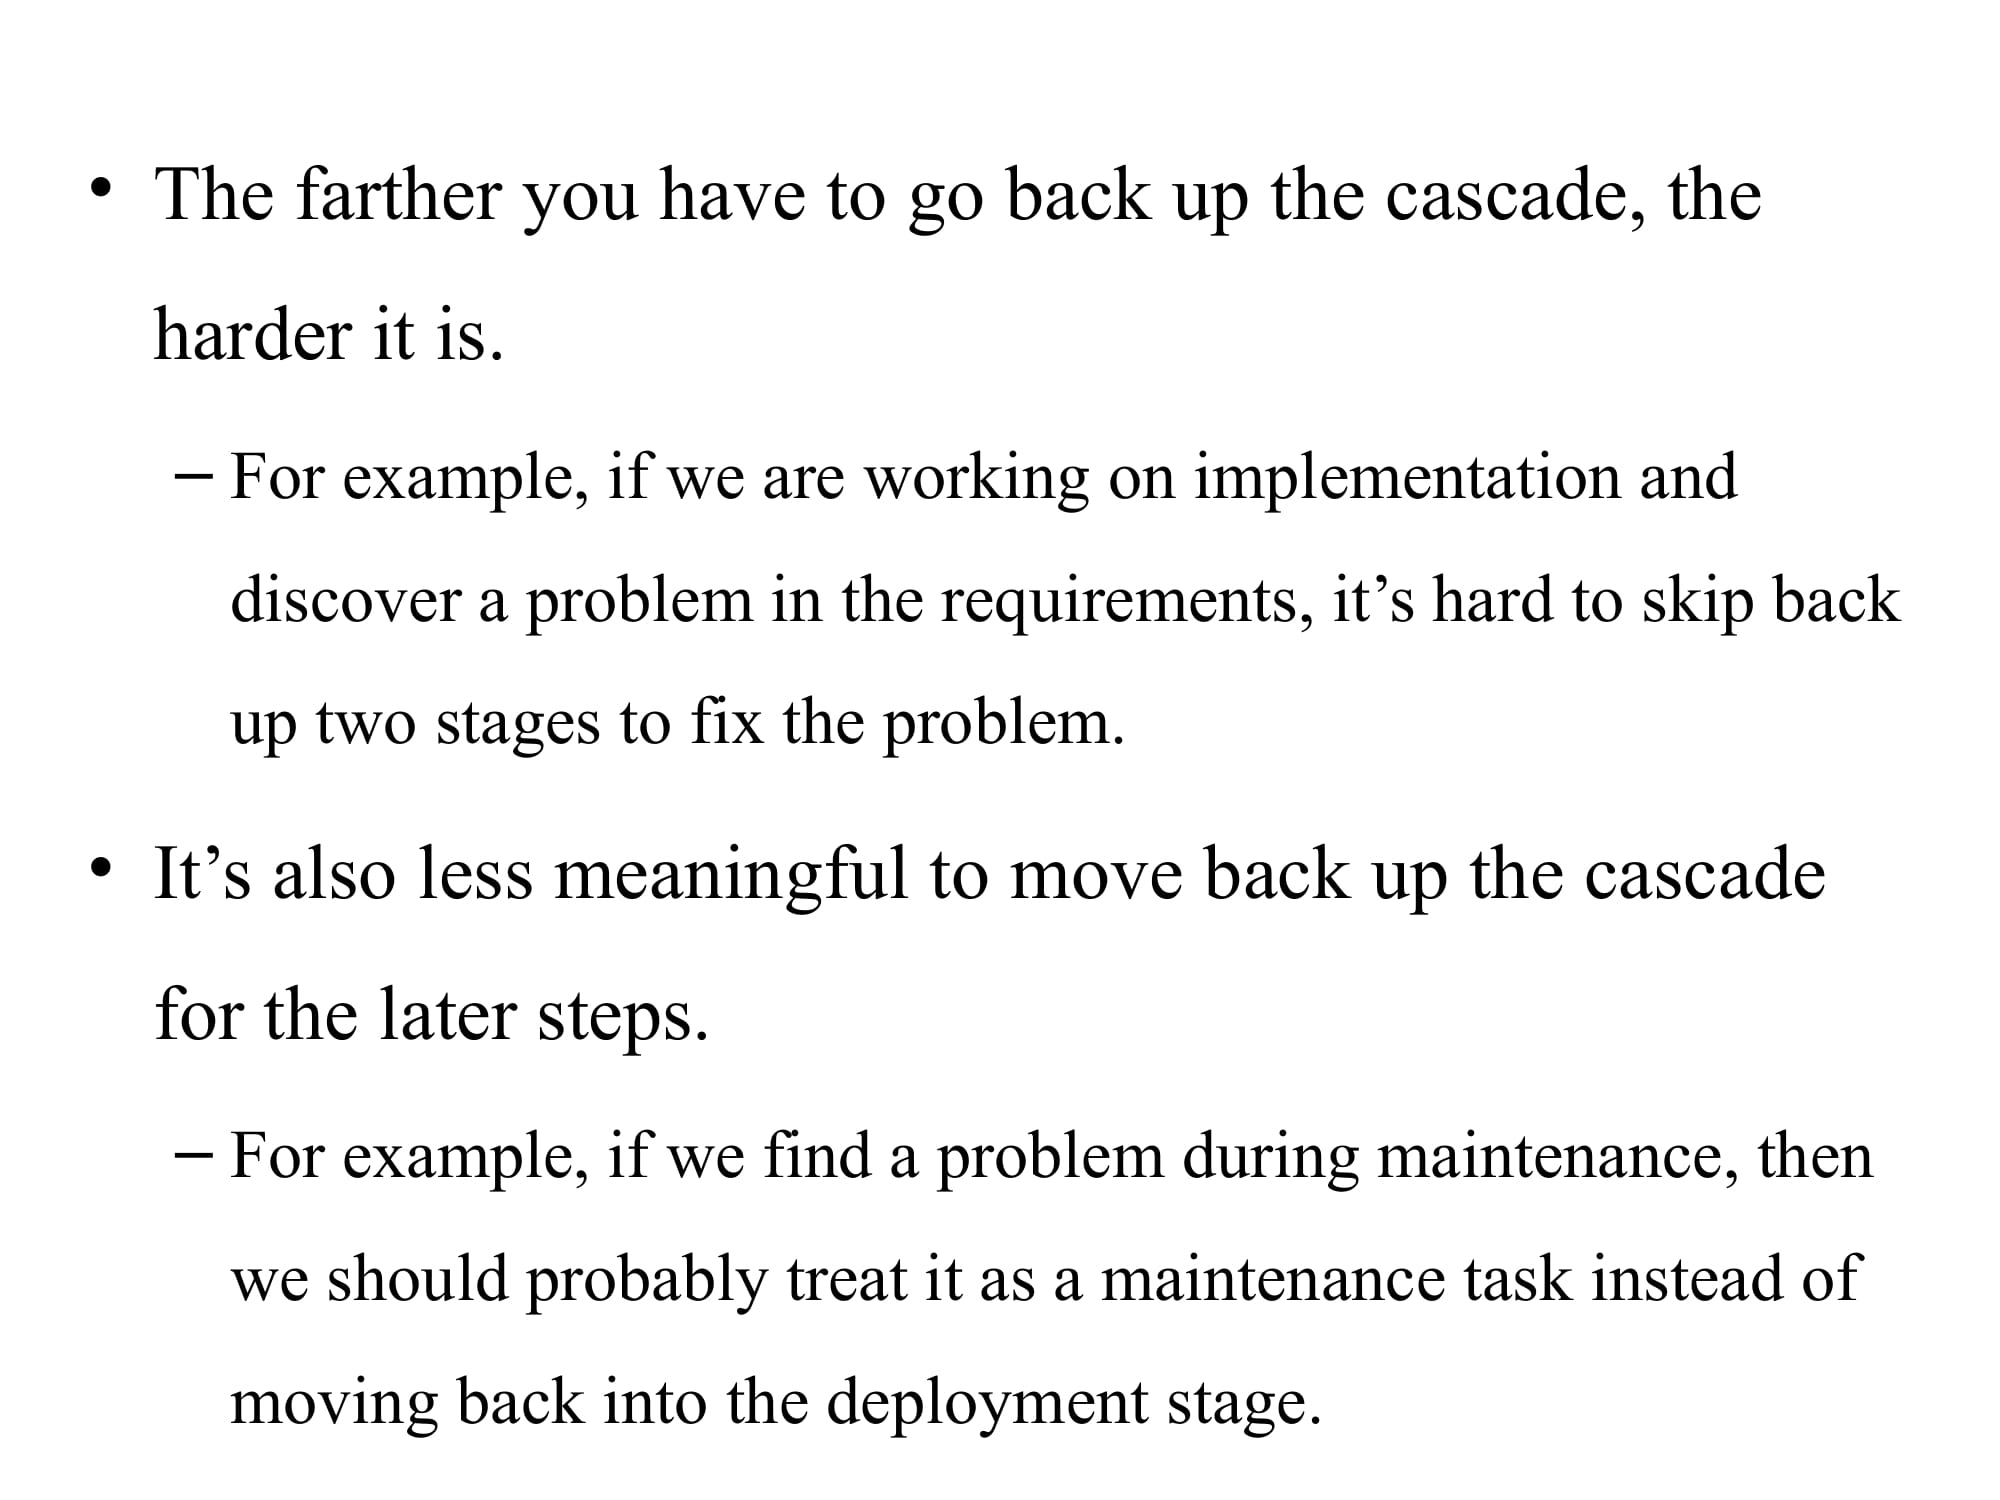 • The farther you have to go back up the cascade, the
harder it is.
– For example, if we are working on implementation and
discover a problem in the requirements, it’s hard to skip back
up two stages to fix the problem.
• It’s also less meaningful to move back up the cascade
for the later steps.
– For example, if we find a problem during maintenance, then
we should probably treat it as a maintenance task instead of
moving back into the deployment stage.